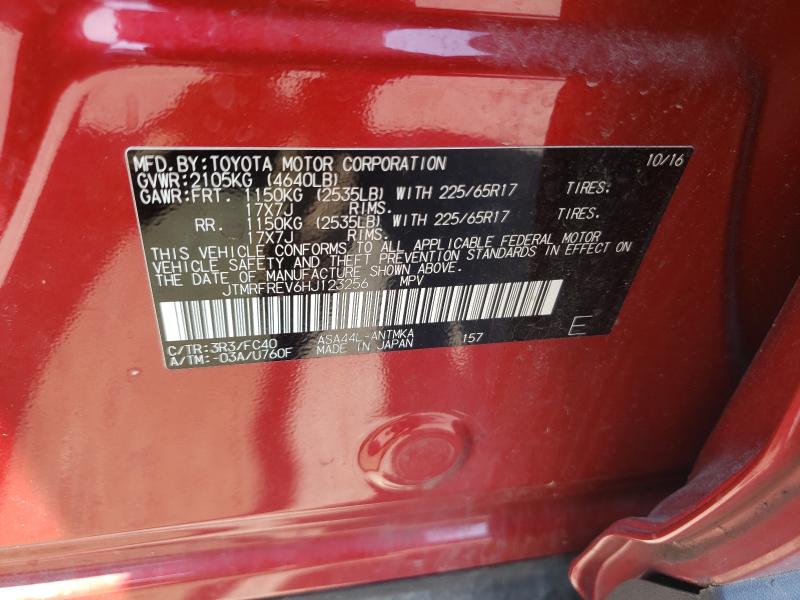 MFD.BY:TOYOTA MOTOR CORPORATION 10/16
GVWR:2105KG (4640LB)
GAWR:FRT. 1150KG (2535LB) WITH 225/65R17 TIRES.
17X7J RIMS.
RR. 1150KG (2535LB) WITH 225/65R17 TIRES.
17X7J RIMS.
THIS VEHICLE CONFORMS TO ALL APPLICABLE FEDERAL MOTOR
VEHICLE SAFETY AND THEFT PREVENTION STANDARDS IN EFFECT ON
THE DATE OF MANUFACTURE SHOWN ABOVE.
JTMRFREV6HJ123256 MPV
C/TR:3R3/FC40 ASA44L-ANTMKA 157 E
A/TM:-03A/U760F MADE IN JAPAN